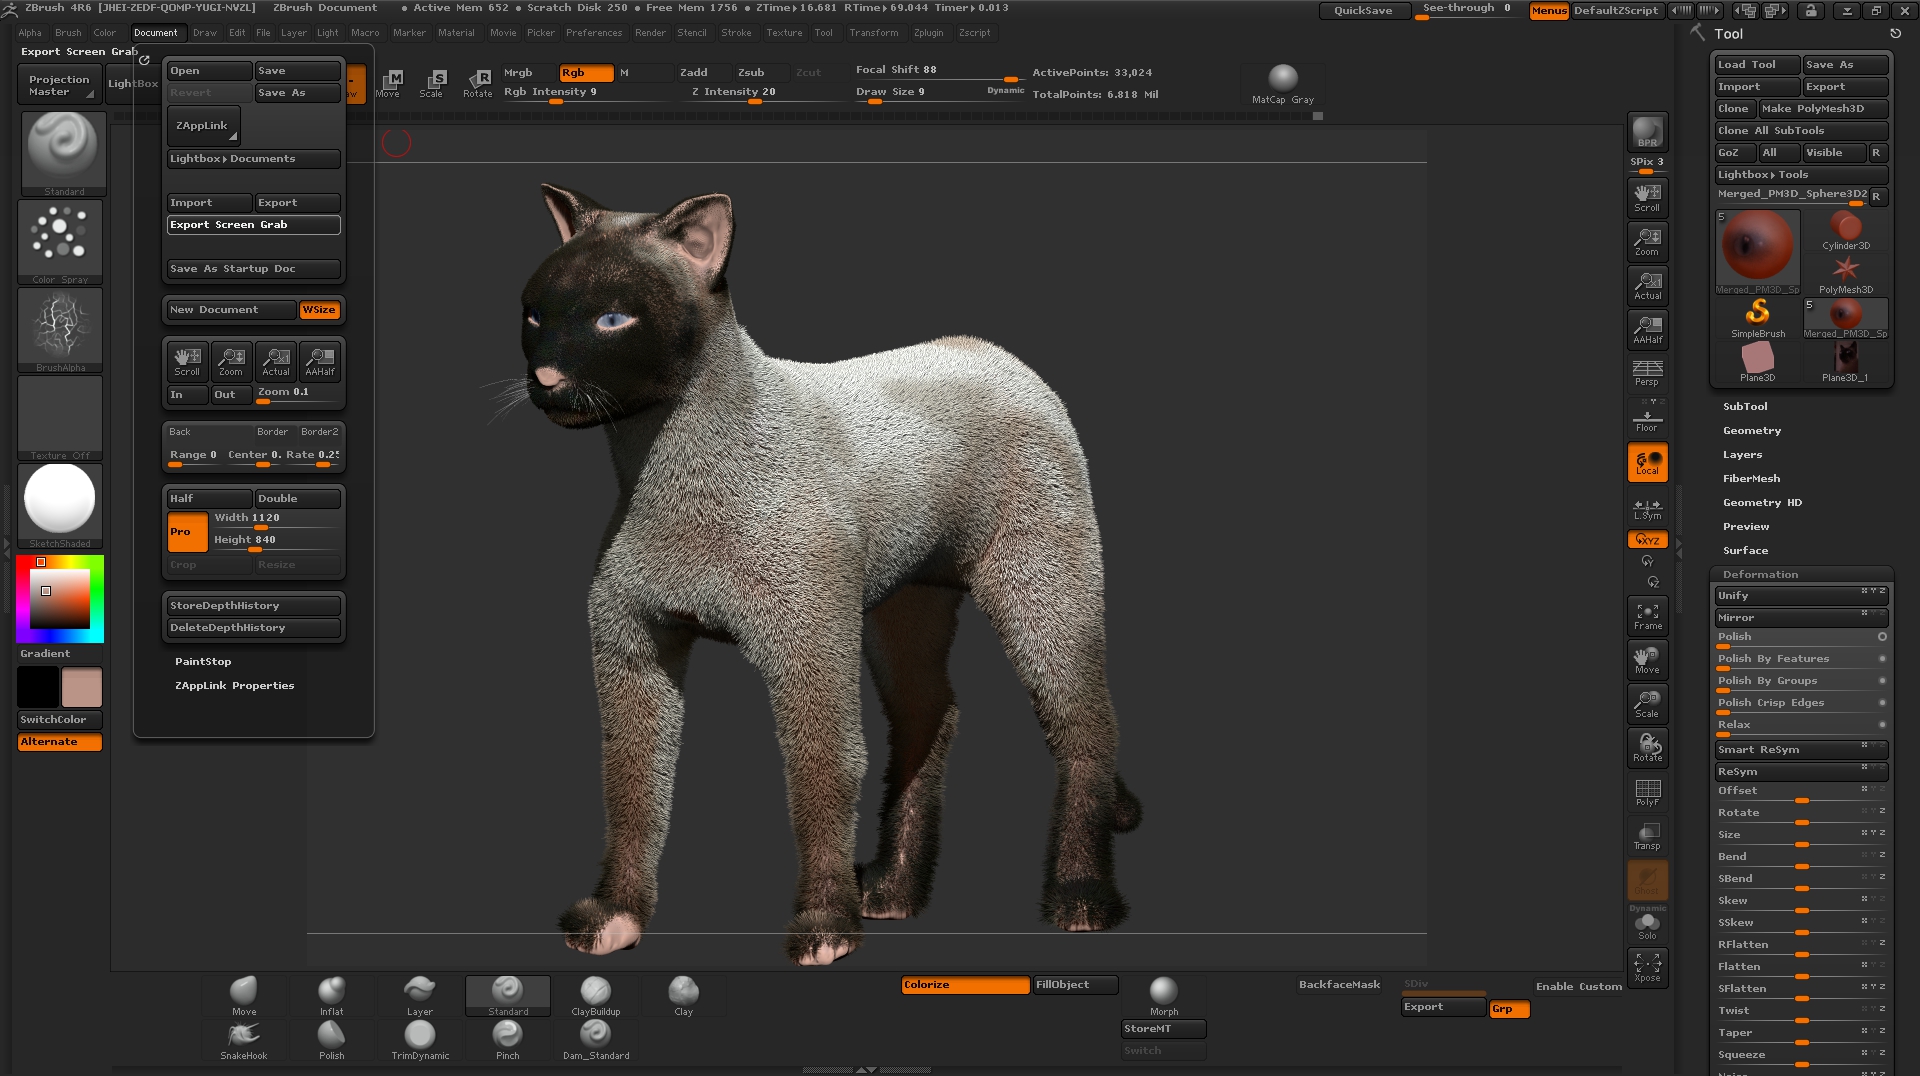 ZBrush 4R6 [JHEI-ZEDF-QOMP-YUGI-NVZL] ZBrush Document • Active Mem 652 • Scratch Disk 250 • Free Mem 1756 • ZTime▸16.681 RTime▸69.044 Timer▸0.013
QuickSave See-through 0 Menus DefaultZScript
Alpha Brush Color Document Draw Edit File Layer Light Macro Marker Material Movie Picker Preferences Render Stencil Stroke Texture Tool Transform Zplugin Zscript
Export Screen Grab
Projection Master
LightBox
Open Save
Revert Save As
ZAppLink
Lightbox▸Documents
Import Export
Export Screen Grab
Save As Startup Doc
New Document WSize
Scroll Zoom Actual AAHalf
In Out Zoom 0.1
Back Border Border2
Range 0 Center 0. Rate 0.25
Half Double
Pro Width 1120
Height 840
Crop Resize
StoreDepthHistory
DeleteDepthHistory
PaintStop
ZAppLink Properties
Move Scale Rotate
Mrgb Rgb M
Rgb Intensity 9
Zadd Zsub Zcut
Z Intensity 20
Focal Shift 88
Draw Size 9 Dynamic
ActivePoints: 33,024
TotalPoints: 6.818 Mil
MatCap Gray
Standard
Color Spray
BrushAlpha
Texture Off
SketchShaded
Gradient
SwitchColor
Alternate
BPR
SPix 3
Scroll
Zoom
Actual
AAHalf
Persp
Floor
Local
L.Sym
XYZ
Y
Z
Frame
Move
Scale
Rotate
PolyF
Transp
Ghost
Dynamic
Solo
Xpose
Tool
Load Tool Save As
Import Export
Clone Make PolyMesh3D
Clone All SubTools
GoZ All Visible R
Lightbox▸Tools
Merged_PM3D_Sphere3D2 R
5
Merged_PM3D_Sp
Cylinder3D
PolyMesh3D
SimpleBrush
5
Merged_PM3D_Sp
Plane3D
Plane3D_1
SubTool
Geometry
Layers
FiberMesh
Geometry HD
Preview
Surface
Deformation
Unify
Mirror
Polish
Polish By Features
Polish By Groups
Polish Crisp Edges
Relax
Smart ReSym
ReSym
Offset
Rotate
Size
Bend
SBend
Skew
SSkew
RFlatten
Flatten
SFlatten
Twist
Taper
Squeeze
Move Inflat Layer Standard ClayBuildup Clay
SnakeHook Polish TrimDynamic Pinch Dam_Standard
Colorize FillObject
Morph
StoreMT
Switch
BackfaceMask
SDiv
Export Grp
Enable Custom